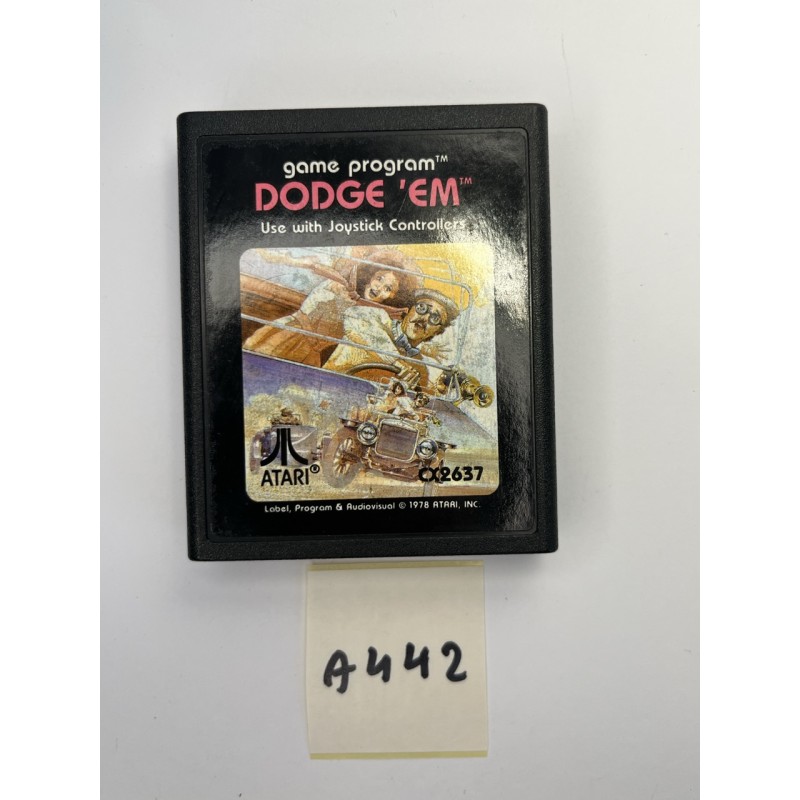 game program™
DODGE 'EM™
Use with Joystick Controllers
ATARI®
CX2637
Label, Program & Audiovisual © 1978 ATARI, INC.
A442